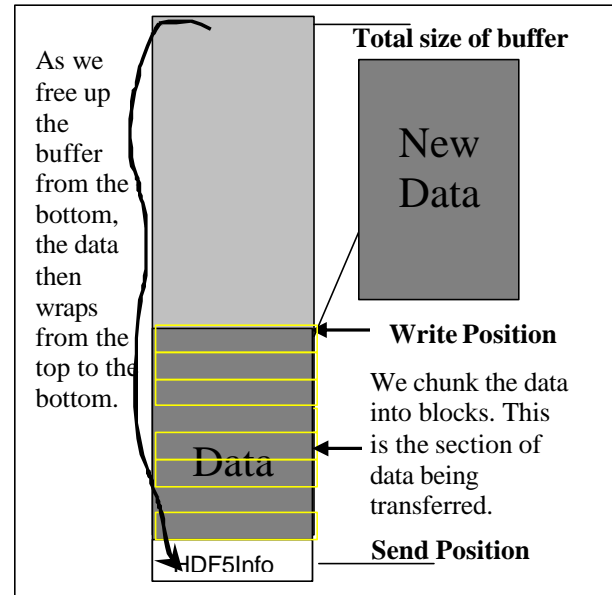 Total size of buffer
As we
free up
the
buffer
from the
bottom,
the data
then
wraps
from the
top to the
bottom.
New
Data
Write Position
We chunk the data
into blocks. This
is the section of
data being
transferred.
Data
Send Position
HDF5Info